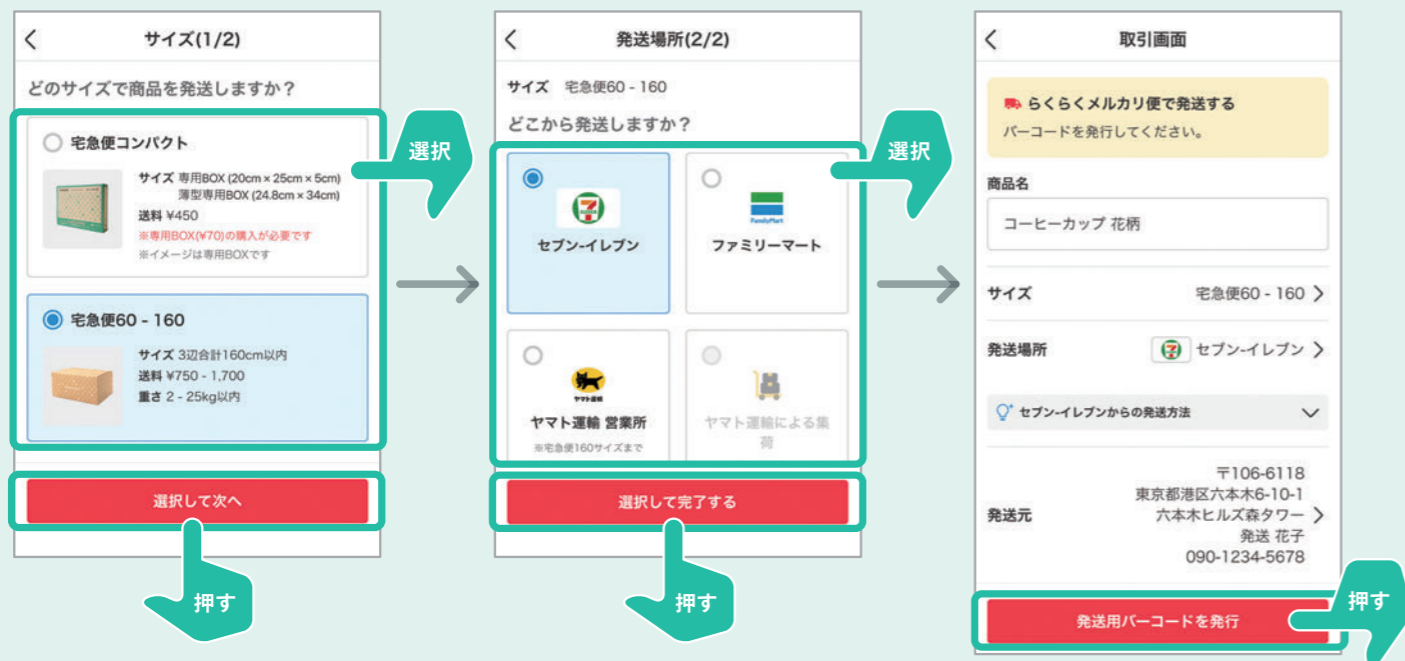 サイズ(1/2)
どのサイズで商品を発送しますか？
宅急便コンパクト
サイズ 専用BOX (20cm × 25cm × 5cm)
薄型専用BOX (24.8cm × 34cm)
送料 ¥450
※専用BOX(¥70)の購入が必要です
※イメージは専用BOXです
宅急便60 - 160
サイズ 3辺合計160cm以内
送料 ¥750 - 1,700
重さ 2 - 25kg以内
選択して次へ
選択
押す
発送場所(2/2)
サイズ 宅急便60 - 160
どこから発送しますか？
セブン-イレブン
FamilyMart
ファミリーマート
ヤマト運輸
ヤマト運輸 営業所
※宅急便160サイズまで
ヤマト運輸による集
荷
選択して完了する
選択
押す
取引画面
らくらくメルカリ便で発送する
バーコードを発行してください。
商品名
コーヒーカップ 花柄
サイズ 宅急便60 - 160
発送場所 セブン-イレブン
セブン-イレブンからの発送方法
発送元
〒106-6118
東京都港区六本木6-10-1
六本木ヒルズ森タワー
発送 花子
090-1234-5678
発送用バーコードを発行
押す